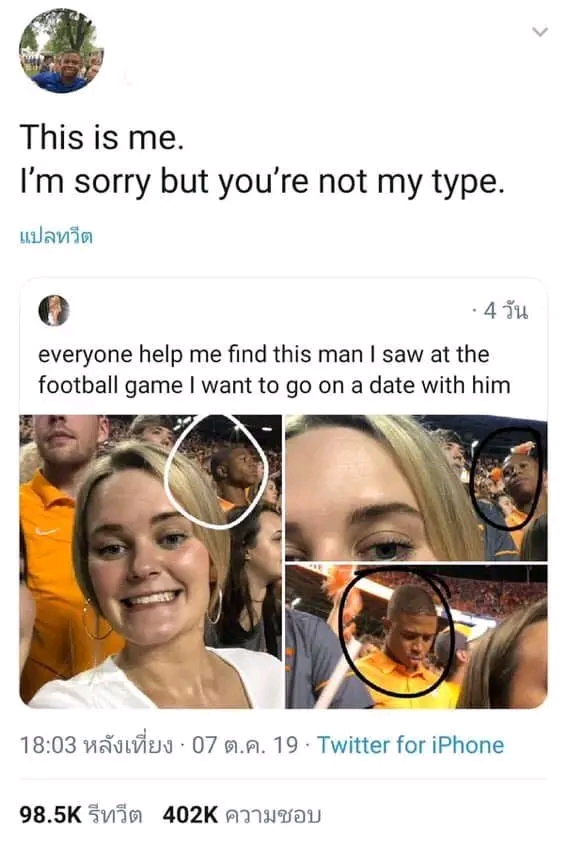 This is me.
I'm sorry but you're not my type.
แปลทวีต
· 4 วัน
everyone help me find this man I saw at the
football game I want to go on a date with him
18:03 หลังเที่ยง · 07 ต.ค. 19 · Twitter for iPhone
98.5K รีทวีต 402K ความชอบ